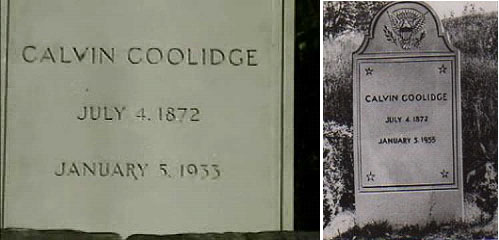 CALVIN COOLIDGE
JULY 4, 1872
JANUARY 5, 1933
CALVIN COOLIDGE
JULY 4, 1872
JANUARY 5, 1933